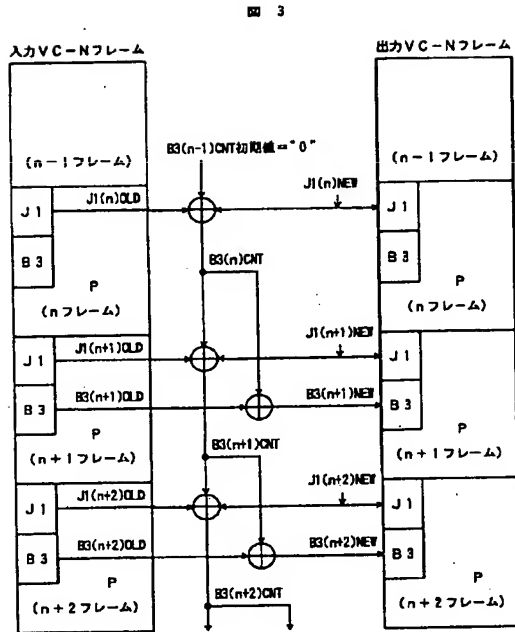 図 3
入力VC-Nフレーム
出力VC-Nフレーム
(n-1フレーム)
B3(n-1)CNT初期値="0"
(n-1フレーム)
J1
J1(n)OLD
J1(n)NEW
J1
B3
B3
B3(n)CNT
P
P
(nフレーム)
(nフレーム)
J1
J1(n+1)OLD
J1(n+1)NEW
J1
B3
B3(n+1)OLD
B3(n+1)NEW
B3
P
P
B3(n+1)CNT
(n+1フレーム)
(n+1フレーム)
J1
J1(n+2)OLD
J1(n+2)NEW
J1
B3
B3(n+2)OLD
B3(n+2)NEW
B3
P
P
B3(n+2)CNT
(n+2フレーム)
(n+2フレーム)